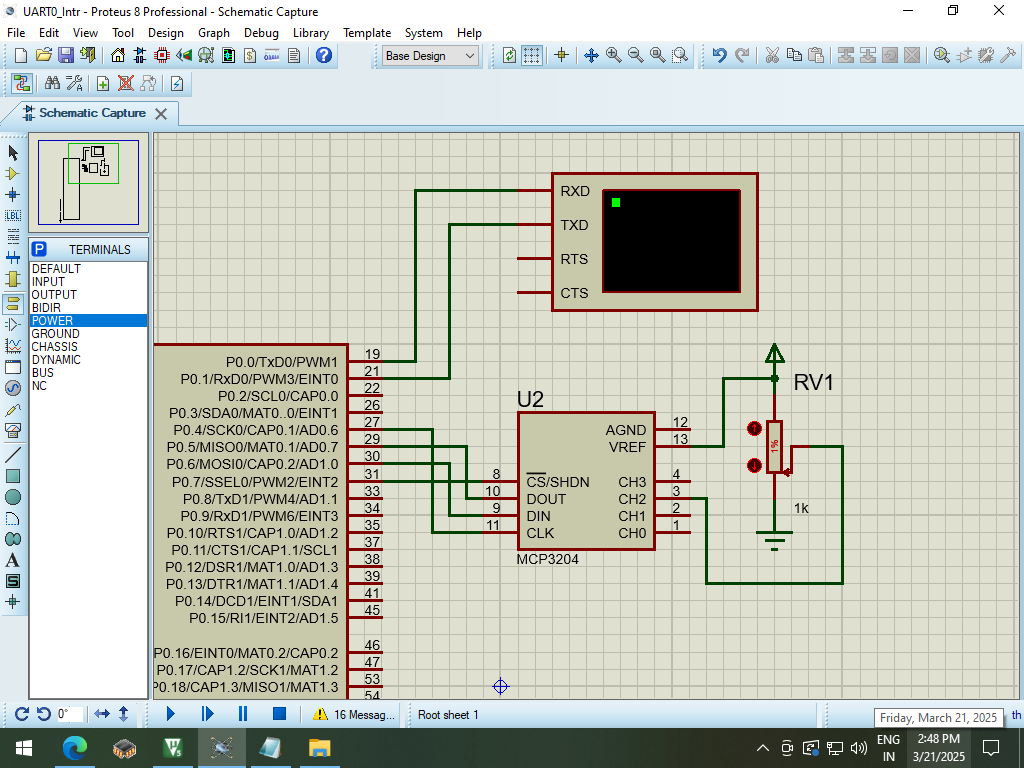 UART0_Intr - Proteus 8 Professional - Schematic Capture
File Edit View Tool Design Graph Debug Library Template System Help
Base Design
Schematic Capture
LBL
P TERMINALS
DEFAULT
INPUT
OUTPUT
BIDIR
POWER
GROUND
CHASSIS
DYNAMIC
BUS
NC
RXD
TXD
RTS
CTS
P0.0/TxD0/PWM1 19
P0.1/RxD0/PWM3/EINT0 21
P0.2/SCL0/CAP0.0 22
P0.3/SDA0/MAT0..0/EINT1 26
P0.4/SCK0/CAP0.1/AD0.6 27
P0.5/MISO0/MAT0.1/AD0.7 29
P0.6/MOSI0/CAP0.2/AD1.0 30
P0.7/SSEL0/PWM2/EINT2 31
P0.8/TxD1/PWM4/AD1.1 33
P0.9/RxD1/PWM6/EINT3 34
P0.10/RTS1/CAP1.0/AD1.2 35
P0.11/CTS1/CAP1.1/SCL1 37
P0.12/DSR1/MAT1.0/AD1.3 38
P0.13/DTR1/MAT1.1/AD1.4 39
P0.14/DCD1/EINT1/SDA1 41
P0.15/RI1/EINT2/AD1.5 45
P0.16/EINT0/MAT0.2/CAP0.2 46
P0.17/CAP1.2/SCK1/MAT1.2 47
P0.18/CAP1.3/MISO1/MAT1.3 53
54
U2
AGND 12
VREF 13
8 CS/SHDN CH3 4
10 DOUT CH2 3
9 DIN CH1 2
11 CLK CH0 1
MCP3204
RV1
1%
1k
0° 16 Messag... Root sheet 1
th
Friday, March 21, 2025
ENG
IN
2:48 PM
3/21/2025